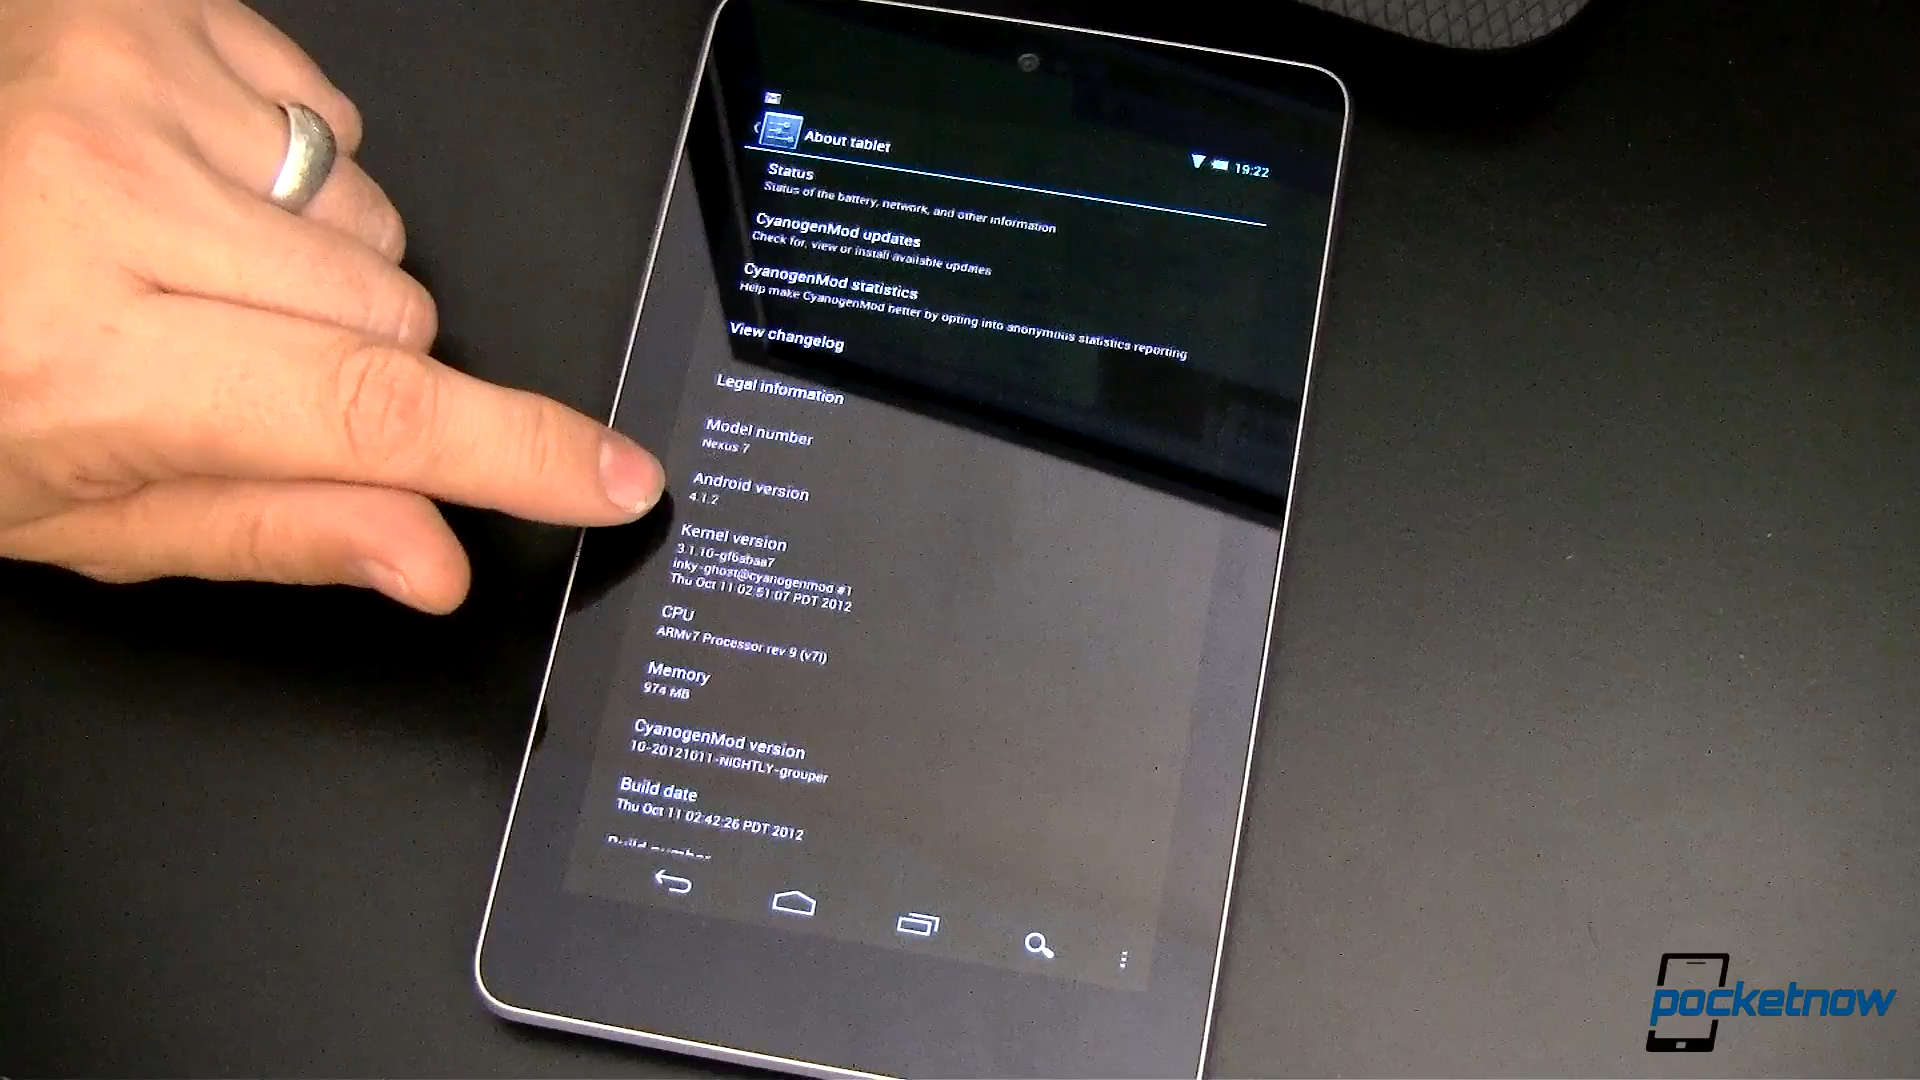 About tablet
19:22
Status
Status of the battery, network, and other information
CyanogenMod updates
Check for, view or install available updates
CyanogenMod statistics
Help make CyanogenMod better by opting into anonymous statistics reporting
View changelog
Legal information
Model number
Nexus 7
Android version
4.1.2
Kernel version
3.1.10-gf6abaa7
inky-ghost@cyanogenmod #1
Thu Oct 11 02:51:07 PDT 2012
CPU
ARMv7 Processor rev 9 (v7l)
Memory
974 MB
CyanogenMod version
10-20121011-NIGHTLY-grouper
Build date
Thu Oct 11 02:42:26 PDT 2012
pocketnow